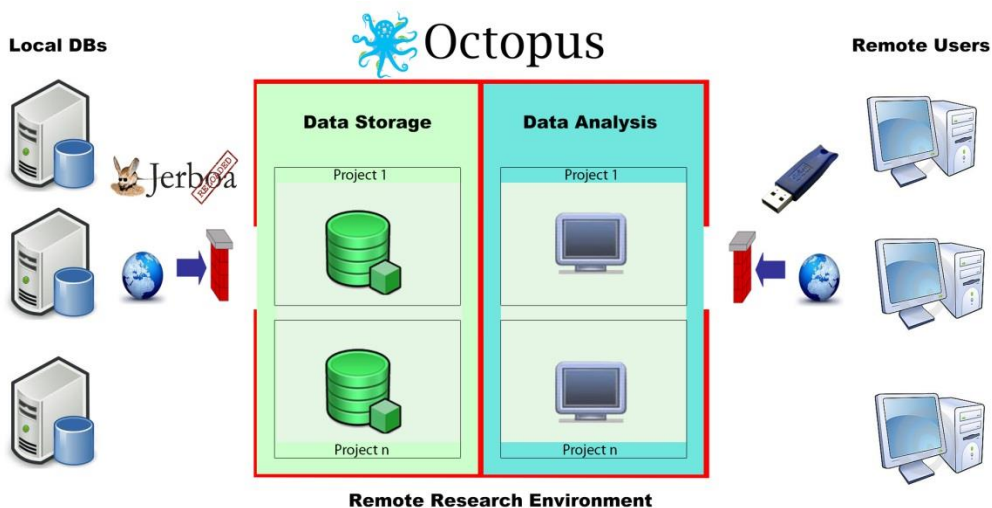 Local DBs
Octopus
Remote Users
Data Storage
Data Analysis
Jerboa
RELOADED
Project 1
Project 1
Project n
Project n
Remote Research Environment